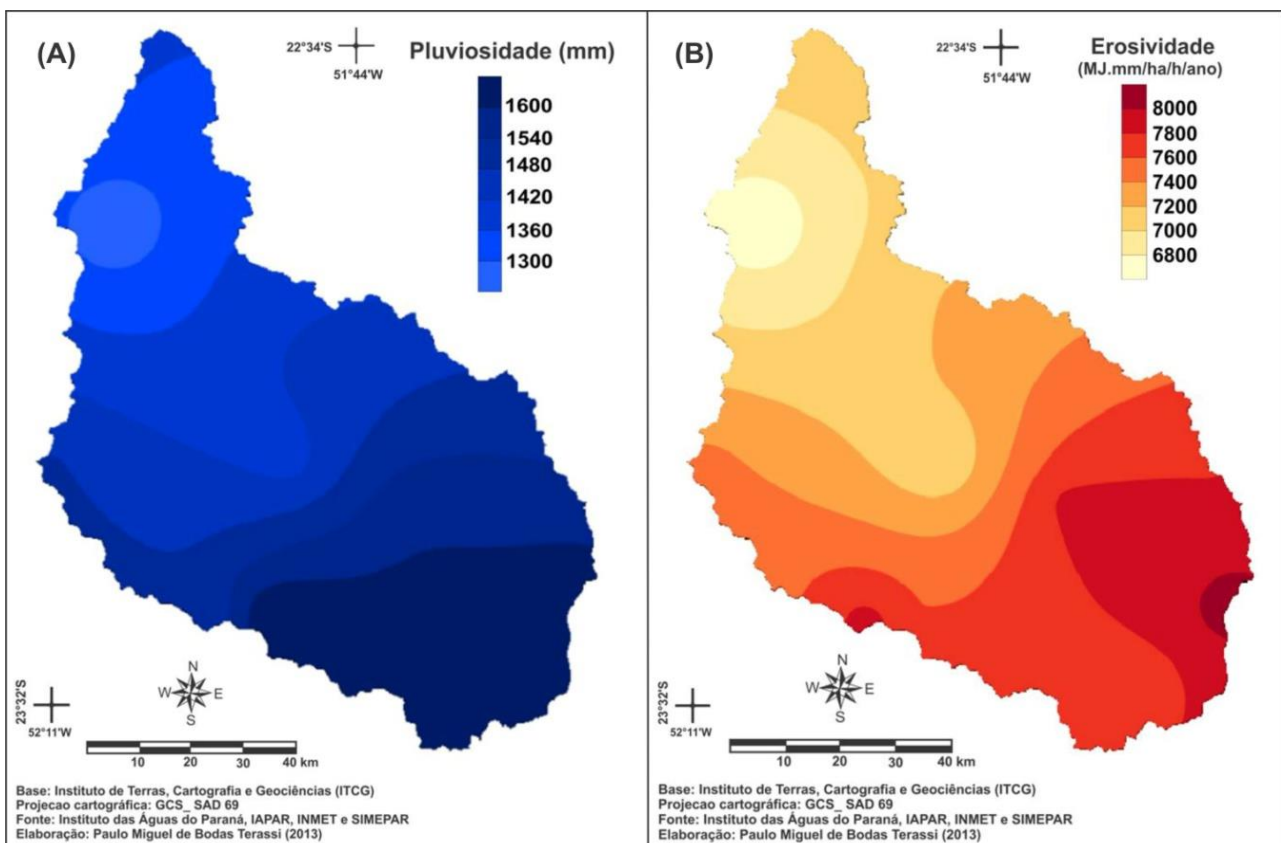 (A)
22°34'S
51°44'W
Pluviosidade (mm)
1600
1540
1480
1420
1360
1300
N
W E
S
23°32'S
52°11'W
10 20 30 40 km
Base: Instituto de Terras, Cartografia e Geociências (ITCG)
Projecao cartográfica: GCS_ SAD 69
Fonte: Instituto das Águas do Paraná, IAPAR, INMET e SIMEPAR
Elaboração: Paulo Miguel de Bodas Terassi (2013)
(B)
22°34'S
51°44'W
Erosividade
(MJ.mm/ha/h/ano)
8000
7800
7600
7400
7200
7000
6800
N
W E
S
23°32'S
52°11'W
10 20 30 40 km
Base: Instituto de Terras, Cartografia e Geociências (ITCG)
Projecao cartográfica: GCS_ SAD 69
Fonte: Instituto das Águas do Paraná, IAPAR, INMET e SIMEPAR
Elaboração: Paulo Miguel de Bodas Terassi (2013)